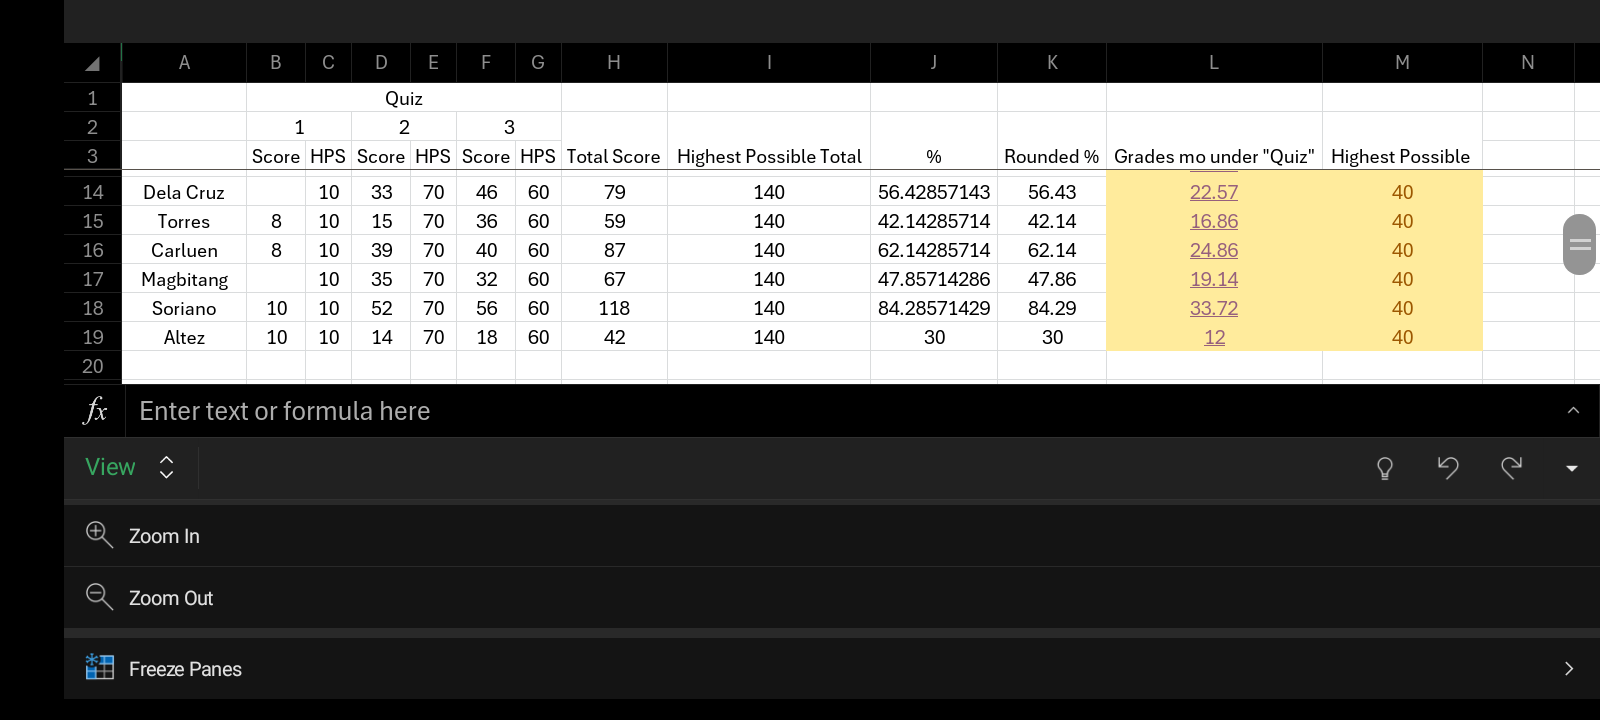 A B C D E F G H I J K L M N
1 Quiz
2 1 2 3
3 Score HPS Score HPS Score HPS Total Score Highest Possible Total % Rounded % Grades mo under "Quiz" Highest Possible
14 Dela Cruz 10 33 70 46 60 79 140 56.42857143 56.43 22.57 40
15 Torres 8 10 15 70 36 60 59 140 42.14285714 42.14 16.86 40
16 Carluen 8 10 39 70 40 60 87 140 62.14285714 62.14 24.86 40
17 Magbitang 10 35 70 32 60 67 140 47.85714286 47.86 19.14 40
18 Soriano 10 10 52 70 56 60 118 140 84.28571429 84.29 33.72 40
19 Altez 10 10 14 70 18 60 42 140 30 30 12 40
20
fx Enter text or formula here
View
Zoom In
Zoom Out
Freeze Panes